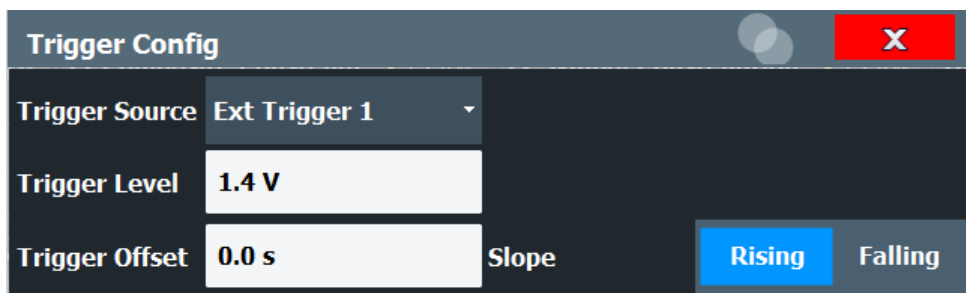 Trigger Config X
Trigger Source Ext Trigger 1
Trigger Level 1.4 V
Trigger Offset 0.0 s Slope Rising Falling